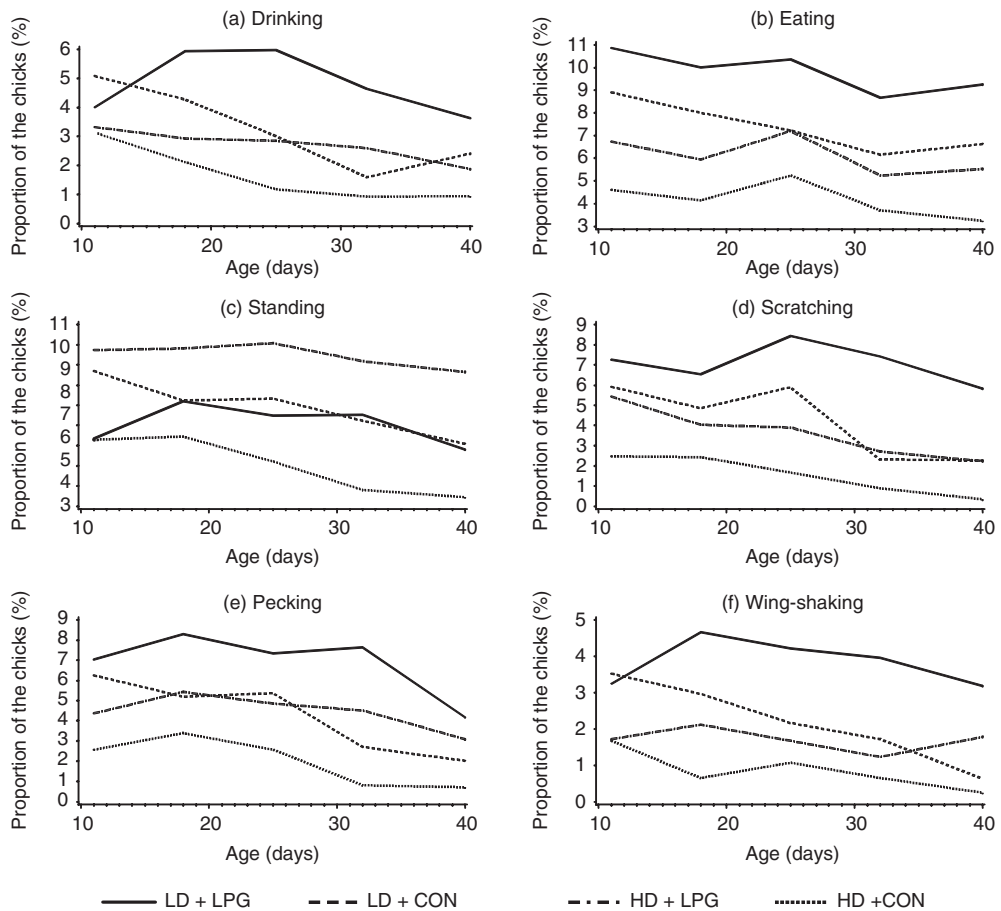 (a) Drinking
Proportion of the chicks (%)
6
5
4
3
2
1
0
10 20 30 40
Age (days)
(b) Eating
Proportion of the chicks (%)
11
10
9
8
7
6
5
4
3
10 20 30 40
Age (days)
(c) Standing
Proportion of the chicks (%)
11
10
9
8
7
6
5
4
3
10 20 30 40
Age (days)
(d) Scratching
Proportion of the chicks (%)
9
8
7
6
5
4
3
2
1
0
10 20 30 40
Age (days)
(e) Pecking
Proportion of the chicks (%)
9
8
7
6
5
4
3
2
1
0
10 20 30 40
Age (days)
(f) Wing-shaking
Proportion of the chicks (%)
5
4
3
2
1
0
10 20 30 40
Age (days)
LD + LPG LD + CON HD + LPG HD +CON